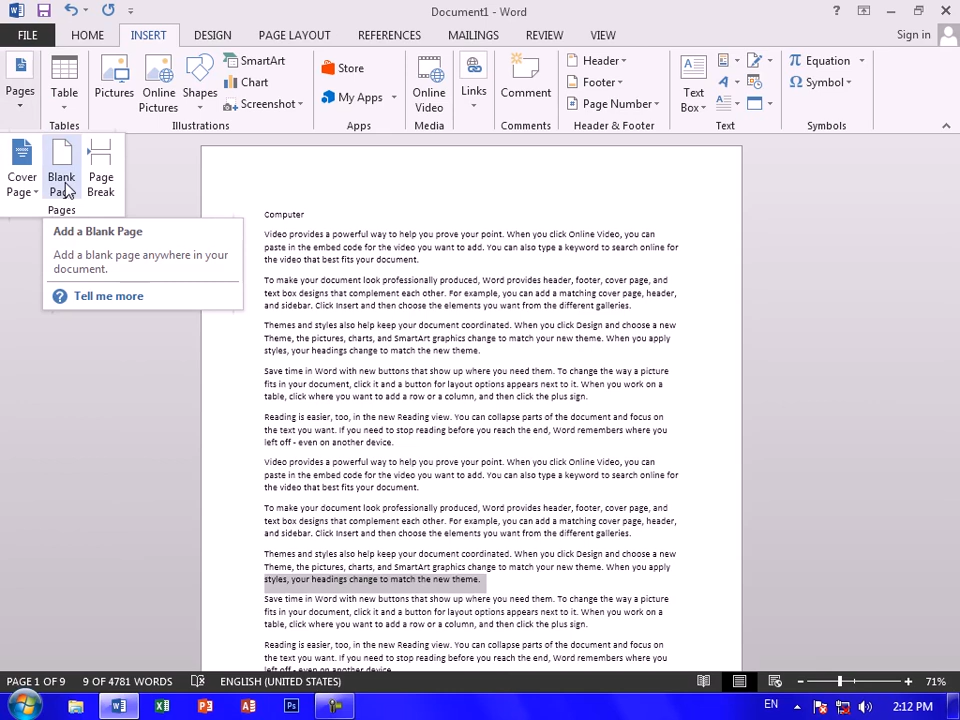 Document1 - Word
?
FILE HOME INSERT DESIGN PAGE LAYOUT REFERENCES MAILINGS REVIEW VIEW Sign in
Pages
Table
Pictures
Online Pictures
Shapes
SmartArt
Chart
Screenshot
Store
My Apps
Online Video
Links
Comment
Header
Footer
Page Number
Text Box
Equation
Symbol
Tables Illustrations Apps Media Comments Header & Footer Text Symbols
Cover Page
Blank
Page Break
Pages
Add a Blank Page
Add a blank page anywhere in your
document.
Tell me more
Computer
Video provides a powerful way to help you prove your point. When you click Online Video, you can
paste in the embed code for the video you want to add. You can also type a keyword to search online for
the video that best fits your document.
To make your document look professionally produced, Word provides header, footer, cover page, and
text box designs that complement each other. For example, you can add a matching cover page, header,
and sidebar. Click Insert and then choose the elements you want from the different galleries.
Themes and styles also help keep your document coordinated. When you click Design and choose a new
Theme, the pictures, charts, and SmartArt graphics change to match your new theme. When you apply
styles, your headings change to match the new theme.
Save time in Word with new buttons that show up where you need them. To change the way a picture
fits in your document, click it and a button for layout options appears next to it. When you work on a
table, click where you want to add a row or a column, and then click the plus sign.
Reading is easier, too, in the new Reading view. You can collapse parts of the document and focus on
the text you want. If you need to stop reading before you reach the end, Word remembers where you
left off - even on another device.
Video provides a powerful way to help you prove your point. When you click Online Video, you can
paste in the embed code for the video you want to add. You can also type a keyword to search online for
the video that best fits your document.
To make your document look professionally produced, Word provides header, footer, cover page, and
text box designs that complement each other. For example, you can add a matching cover page, header,
and sidebar. Click Insert and then choose the elements you want from the different galleries.
Themes and styles also help keep your document coordinated. When you click Design and choose a new
Theme, the pictures, charts, and SmartArt graphics change to match your new theme. When you apply
styles, your headings change to match the new theme.
Save time in Word with new buttons that show up where you need them. To change the way a picture
fits in your document, click it and a button for layout options appears next to it. When you work on a
table, click where you want to add a row or a column, and then click the plus sign.
Reading is easier, too, in the new Reading view. You can collapse parts of the document and focus on
the text you want. If you need to stop reading before you reach the end, Word remembers where you
left off - even on another device.
PAGE 1 OF 9 9 OF 4781 WORDS ENGLISH (UNITED STATES) 71%
EN 2:12 PM